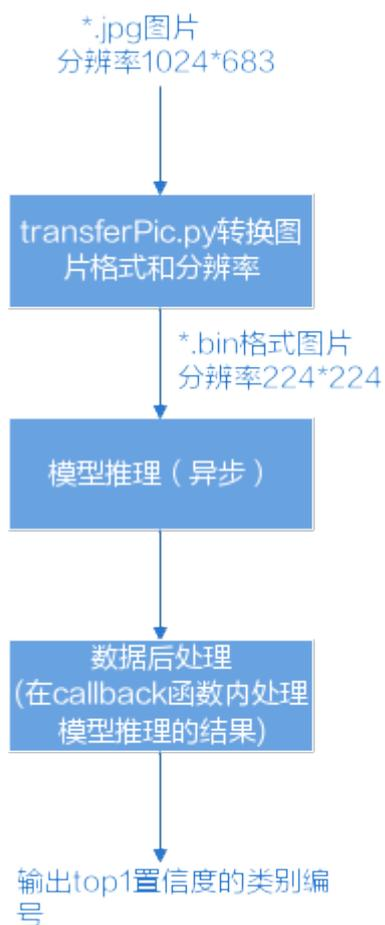 *.jpg图片
分辨率1024*683
transferPic.py转换图
片格式和分辨率
*.bin格式图片
分辨率224*224
模型推理（异步）
数据后处理
(在callback函数内处理
模型推理的结果)
输出top1置信度的类别编
号